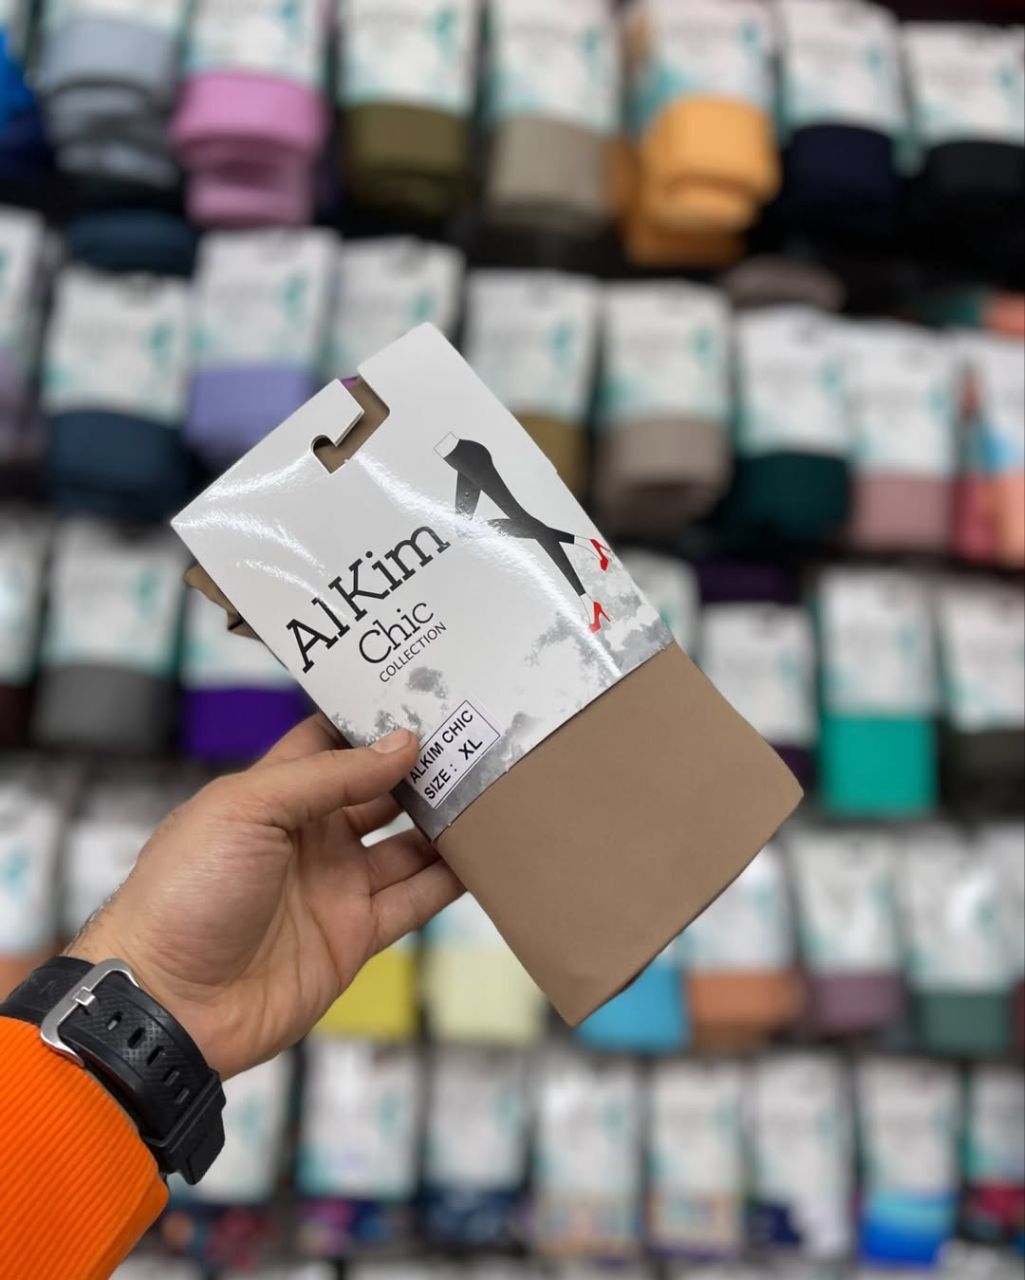 AlKim
Chic
COLLECTION
ALKIM CHIC
SIZE : XL